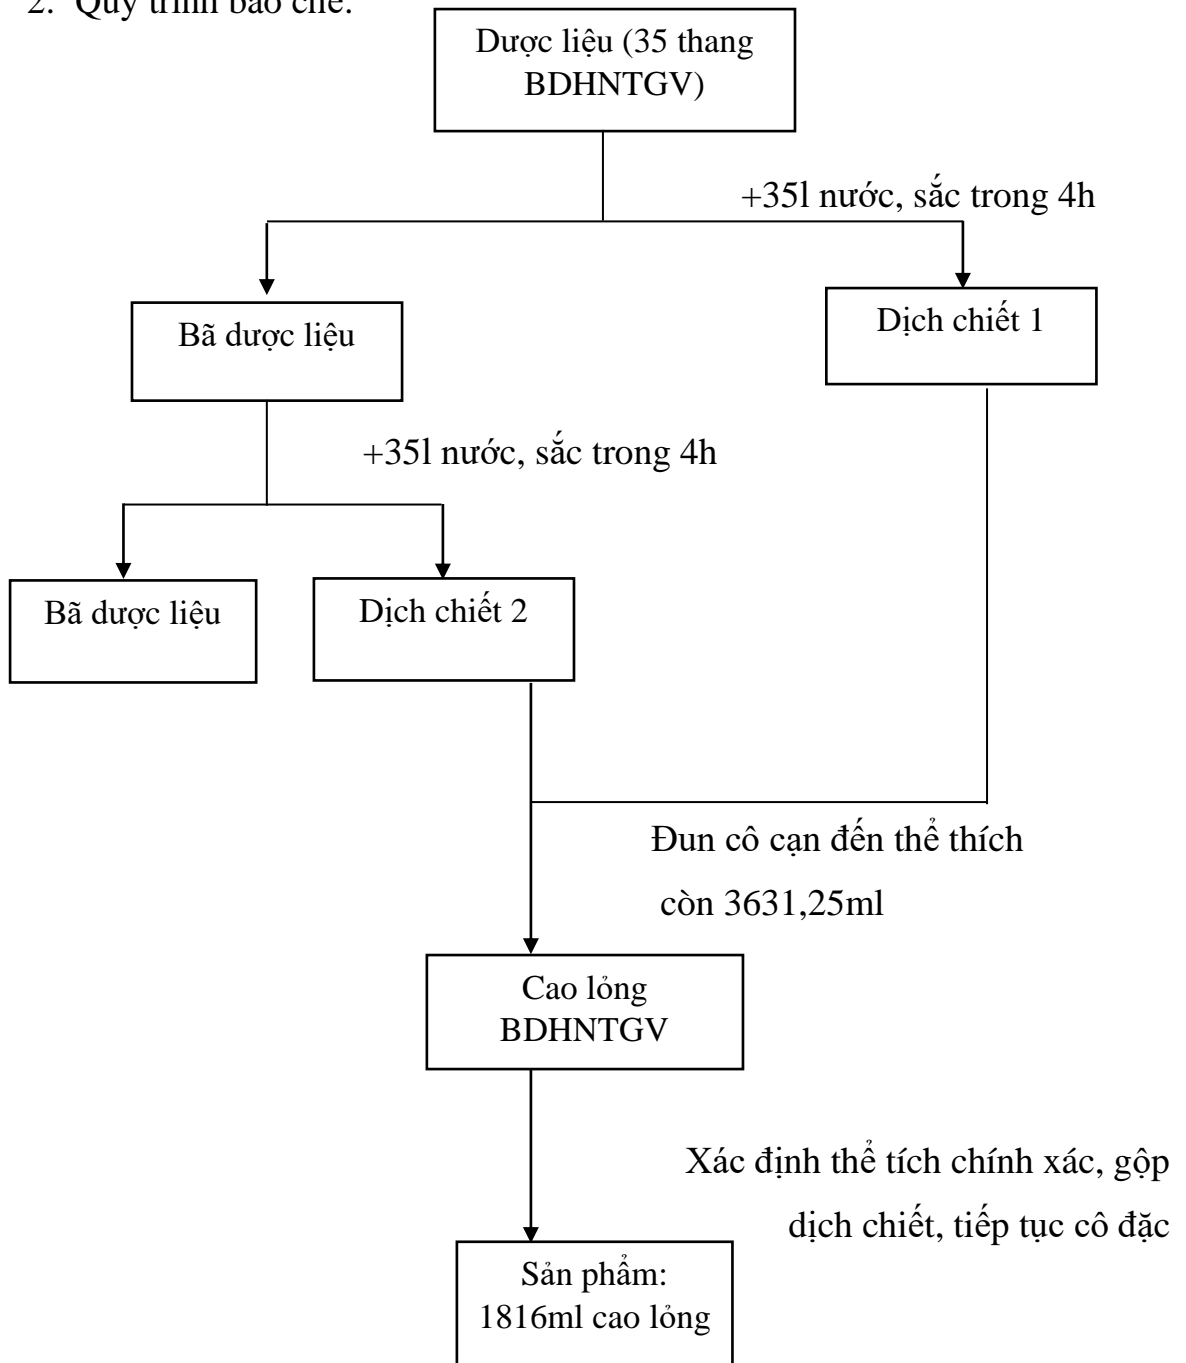 2. Quy trình bào chế:
Dược liệu (35 thang
BDHNTGV)
+35l nước, sắc trong 4h
Bã dược liệu
Dịch chiết 1
+35l nước, sắc trong 4h
Bã dược liệu
Dịch chiết 2
Đun cô cạn đến thể thích
còn 3631,25ml
Cao lỏng
BDHNTGV
Xác định thể tích chính xác, gộp
dịch chiết, tiếp tục cô đặc
Sản phẩm:
1816ml cao lỏng